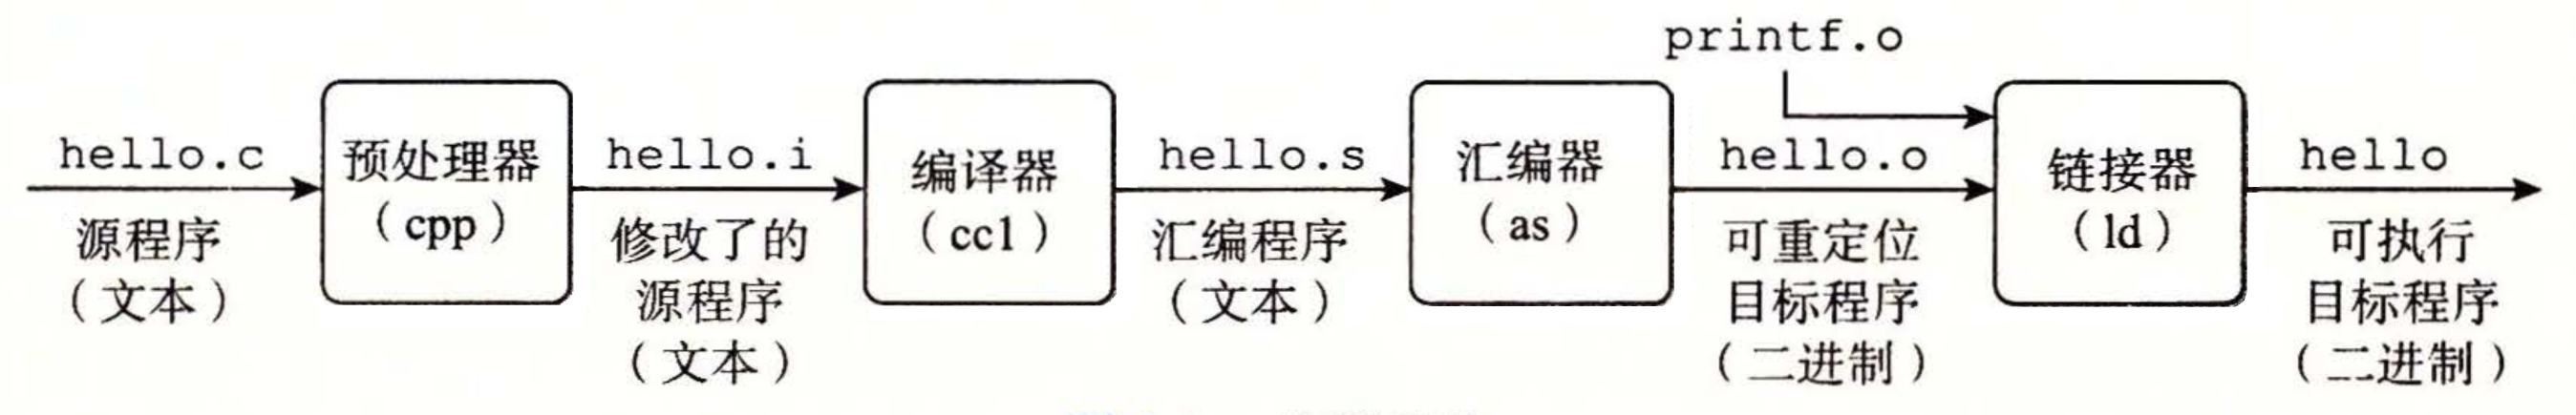 printf.o
hello.c
预处理器
(cpp)
hello.i
编译器
(cc1)
hello.s
汇编器
(as)
hello.o
链接器
(ld)
hello
源程序
(文本)
修改了的
源程序
(文本)
汇编程序
(文本)
可重定位
目标程序
(二进制)
可执行
目标程序
(二进制)